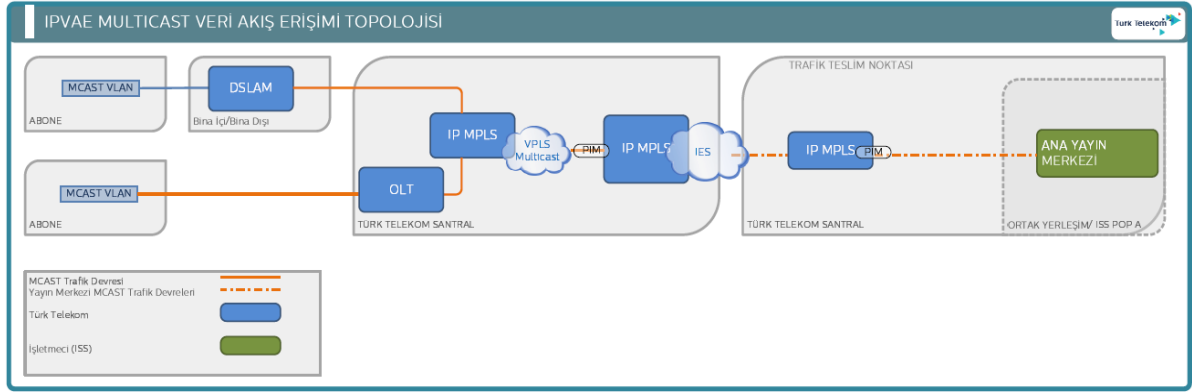 IPVAE MULTICAST VERİ AKIŞ ERİŞİMİ TOPOLOJİSİ
Türk Telekom
MCAST VLAN
ABONE
DSLAM
Bina İçi/Bina Dışı
MCAST VLAN
ABONE
IP MPLS
OLT
VPLS
Multicast
PIM
IP MPLS
IES
TÜRK TELEKOM SANTRAL
TRAFİK TESLİM NOKTASI
IP MPLS
PIM
TÜRK TELEKOM SANTRAL
ANA YAYIN
MERKEZİ
ORTAK YERLEŞİM/ ISS POP A
MCAST Trafik Devresi
Yayın Merkezi MCAST Trafik Devreleri
Türk Telekom
İşletmeci (ISS)